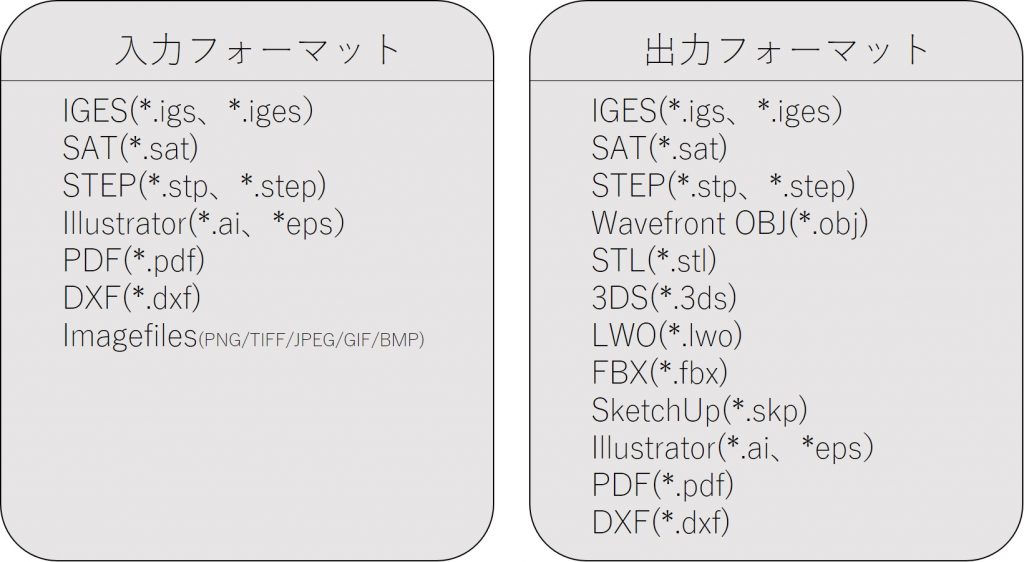 入力フォーマット
IGES(*.igs、*.iges)
SAT(*.sat)
STEP(*.stp、*.step)
Illustrator(*.ai、*eps)
PDF(*.pdf)
DXF(*.dxf)
Imagefiles(PNG/TIFF/JPEG/GIF/BMP)
出力フォーマット
IGES(*.igs、*.iges)
SAT(*.sat)
STEP(*.stp、*.step)
Wavefront OBJ(*.obj)
STL(*.stl)
3DS(*.3ds)
LWO(*.lwo)
FBX(*.fbx)
SketchUp(*.skp)
Illustrator(*.ai、*eps)
PDF(*.pdf)
DXF(*.dxf)